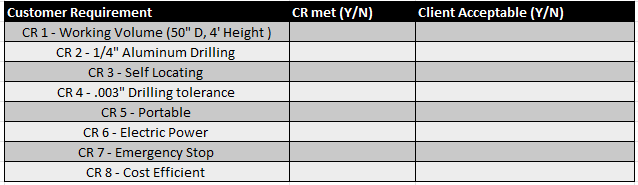 Customer Requirement CR met (Y/N) Client Acceptable (Y/N)
CR 1 - Working Volume (50" D, 4' Height )
CR 2 - 1/4" Aluminum Drilling
CR 3 - Self Locating
CR 4 - .003" Drilling tolerance
CR 5 - Portable
CR 6 - Electric Power
CR 7 - Emergency Stop
CR 8 - Cost Efficient